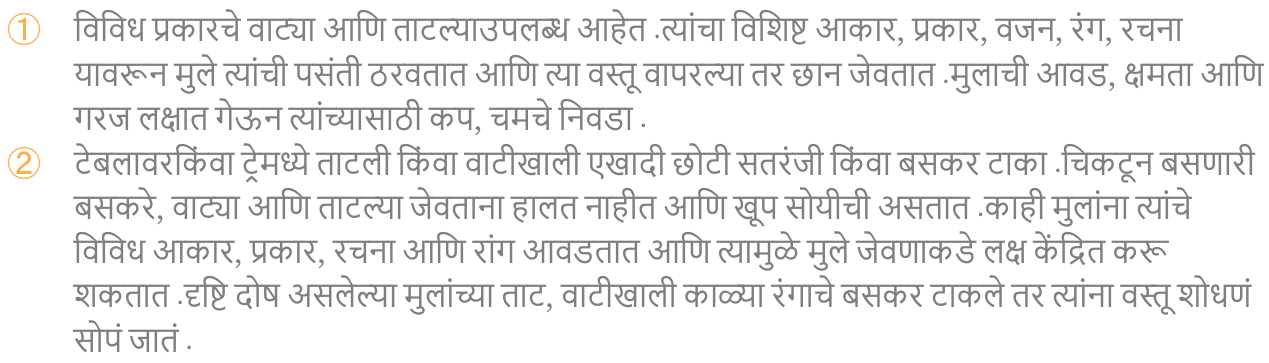 ① विविध प्रकारचे वाट्या आणि ताटल्याउपलब्ध आहेत .त्यांचा विशिष्ट आकार, प्रकार, वजन, रंग, रचना
यावरून मुले त्यांची पसंती ठरवतात आणि त्या वस्तू वापरल्या तर छान जेवतात .मुलाची आवड, क्षमता आणि
गरज लक्षात गेऊन त्यांच्यासाठी कप, चमचे निवडा .
② टेबलावरकिंवा ट्रेमध्ये ताटली किंवा वाटीखाली एखादी छोटी सतरंजी किंवा बसकर टाका .चिकटून बसणारी
बसकरे, वाट्या आणि ताटल्या जेवताना हालत नाहीत आणि खूप सोयीची असतात .काही मुलांना त्यांचे
विविध आकार, प्रकार, रचना आणि रांग आवडतात आणि त्यामुळे मुले जेवणाकडे लक्ष केंद्रित करू
शकतात .दृष्टि दोष असलेल्या मुलांच्या ताट, वाटीखाली काळ्या रंगाचे बसकर टाकले तर त्यांना वस्तू शोधणं
सोपं जातं .